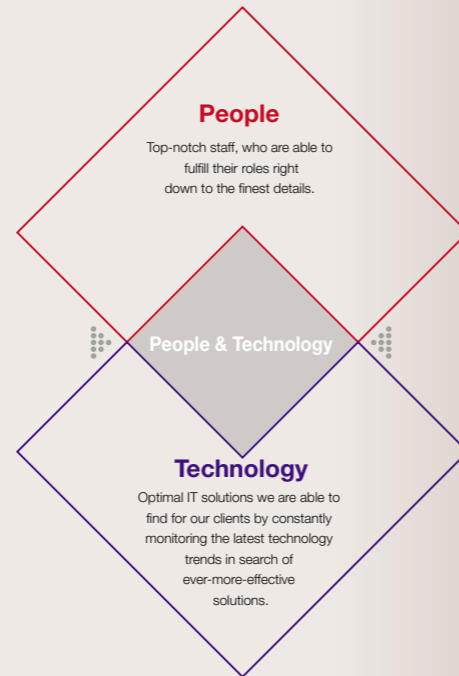 People
Top-notch staff, who are able to
fulfill their roles right
down to the finest details.
People & Technology
Technology
Optimal IT solutions we are able to
find for our clients by constantly
monitoring the latest technology
trends in search of
ever-more-effective
solutions.